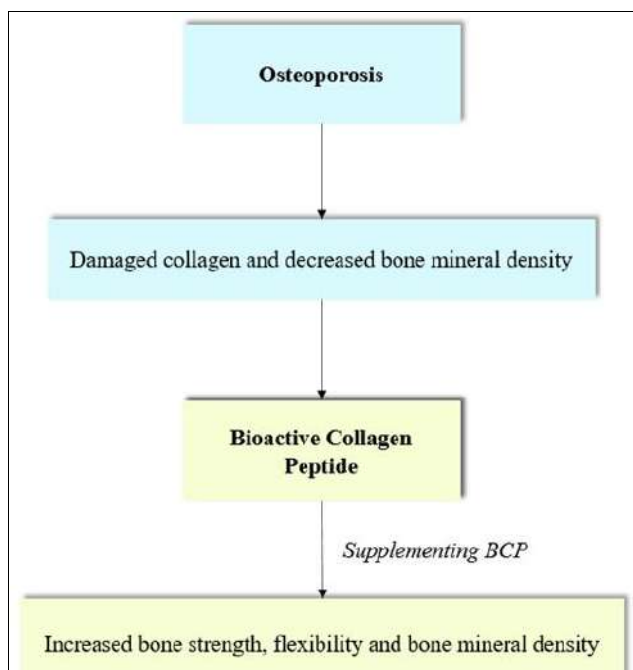 Osteoporosis
Damaged collagen and decreased bone mineral density
Bioactive Collagen
Peptide
Supplementing BCP
Increased bone strength, flexibility and bone mineral density